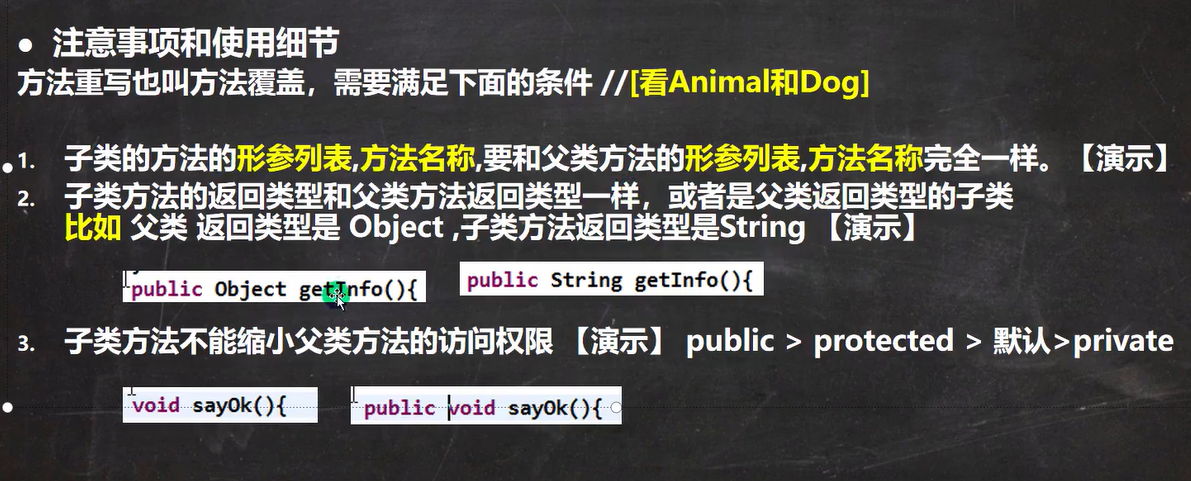 ● 注意事项和使用细节
方法重写也叫方法覆盖，需要满足下面的条件 //[看Animal和Dog]
1. 子类的方法的形参列表,方法名称,要和父类方法的形参列表,方法名称完全一样。【演示】
2. 子类方法的返回类型和父类方法返回类型一样，或者是父类返回类型的子类
比如 父类 返回类型是 Object ,子类方法返回类型是String 【演示】
public Object getInfo(){
public String getInfo(){
3. 子类方法不能缩小父类方法的访问权限 【演示】 public > protected > 默认>private
void sayOk(){
public void sayOk(){